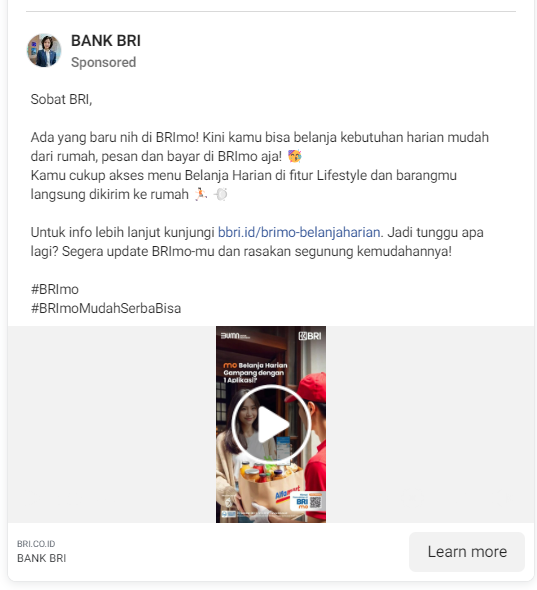 BANK BRI
Sponsored
Sobat BRI,
Ada yang baru nih di BRImo! Kini kamu bisa belanja kebutuhan harian mudah
dari rumah, pesan dan bayar di BRImo aja! 🛍️
Kamu cukup akses menu Belanja Harian di fitur Lifestyle dan barangmu
langsung dikirim ke rumah 🏃 💨
Untuk info lebih lanjut kunjungi bbri.id/brimo-belanjaharian. Jadi tunggu apa
lagi? Segera update BRImo-mu dan rasakan segunung kemudahannya!
#BRImo
#BRImoMudahSerbaBisa
BUMN
BRI
mo Belanja Harian
Gampang dengan
1 Aplikasi?
Alfamart
BRI
mo
BRI.CO.ID
BANK BRI
Learn more